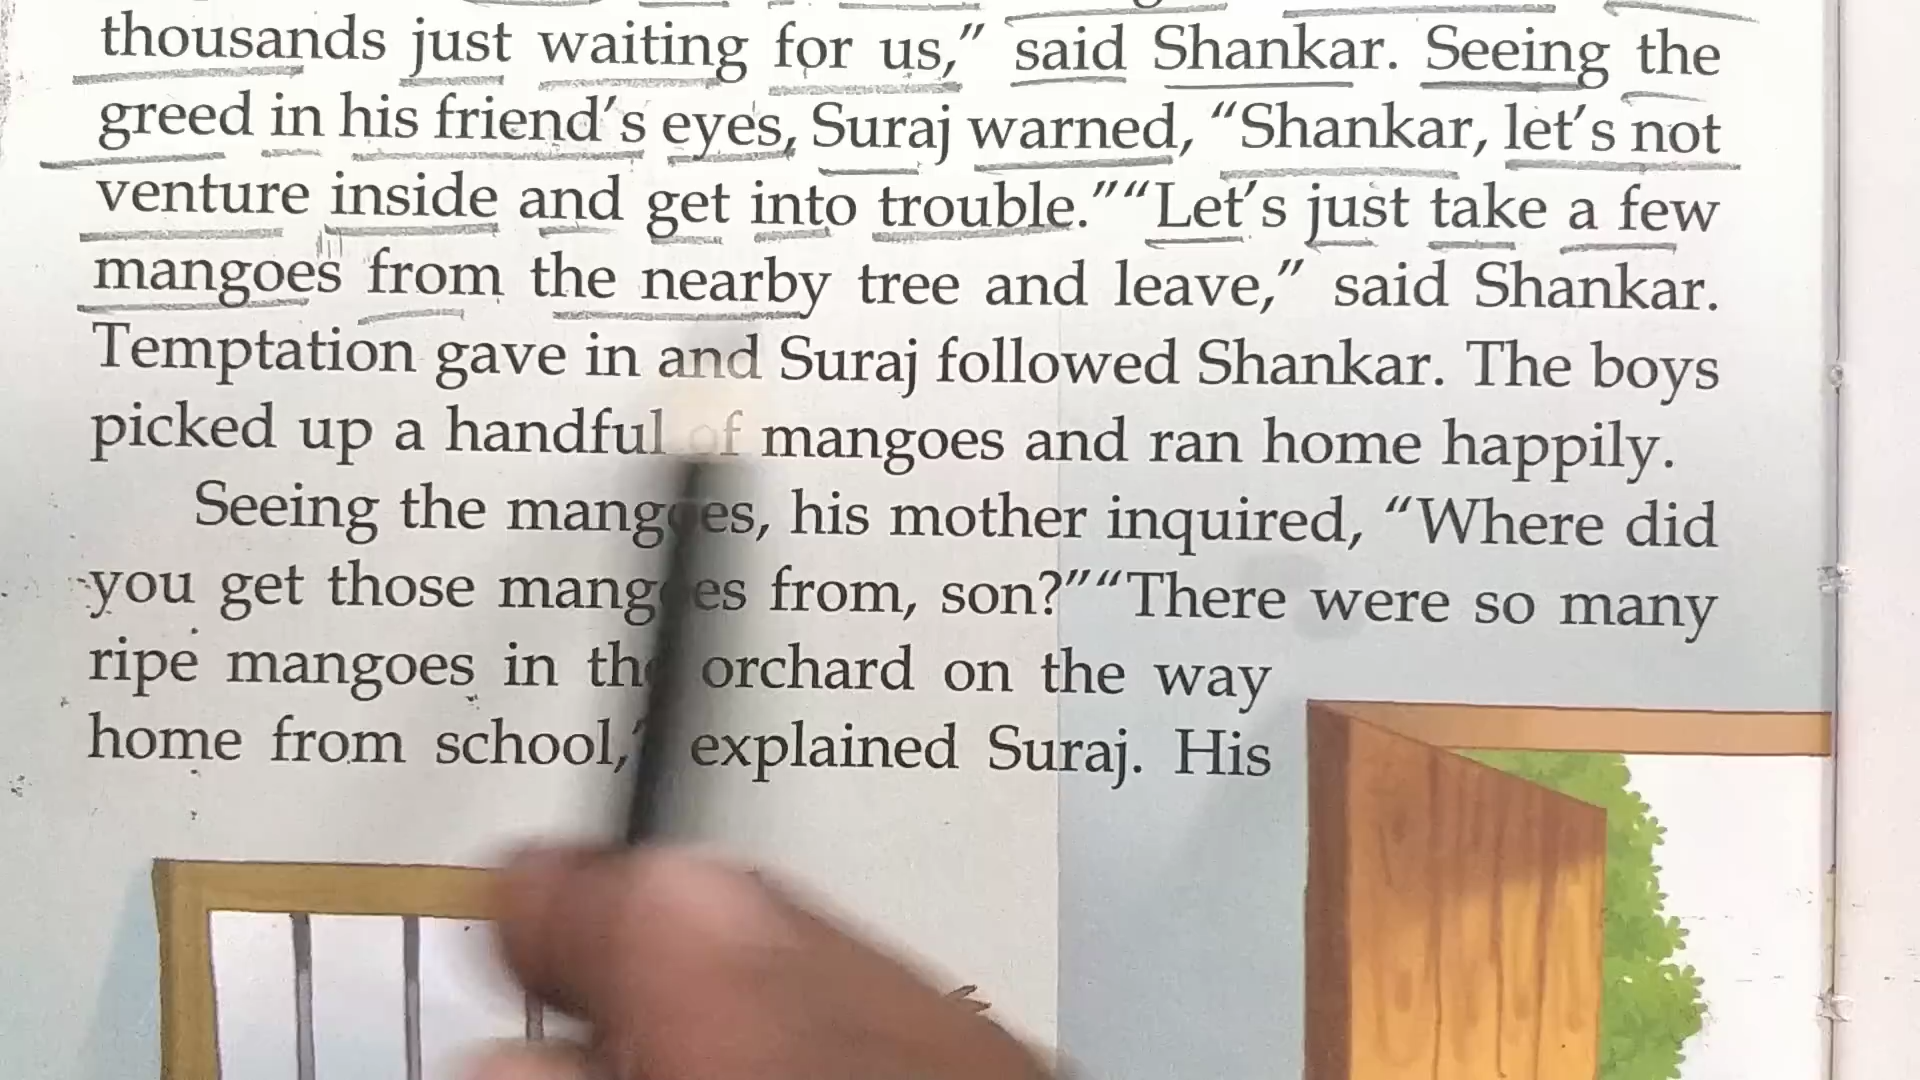 thousands just waiting for us,” said Shankar. Seeing the
greed in his friend’s eyes, Suraj warned, “Shankar, let’s not
venture inside and get into trouble.”“Let’s just take a few
mangoes from the nearby tree and leave,” said Shankar.
Temptation gave in and Suraj followed Shankar. The boys
picked up a handful of mangoes and ran home happily.
Seeing the mangoes, his mother inquired, “Where did
you get those mangoes from, son?”“There were so many
ripe mangoes in the orchard on the way
home from school,” explained Suraj. His